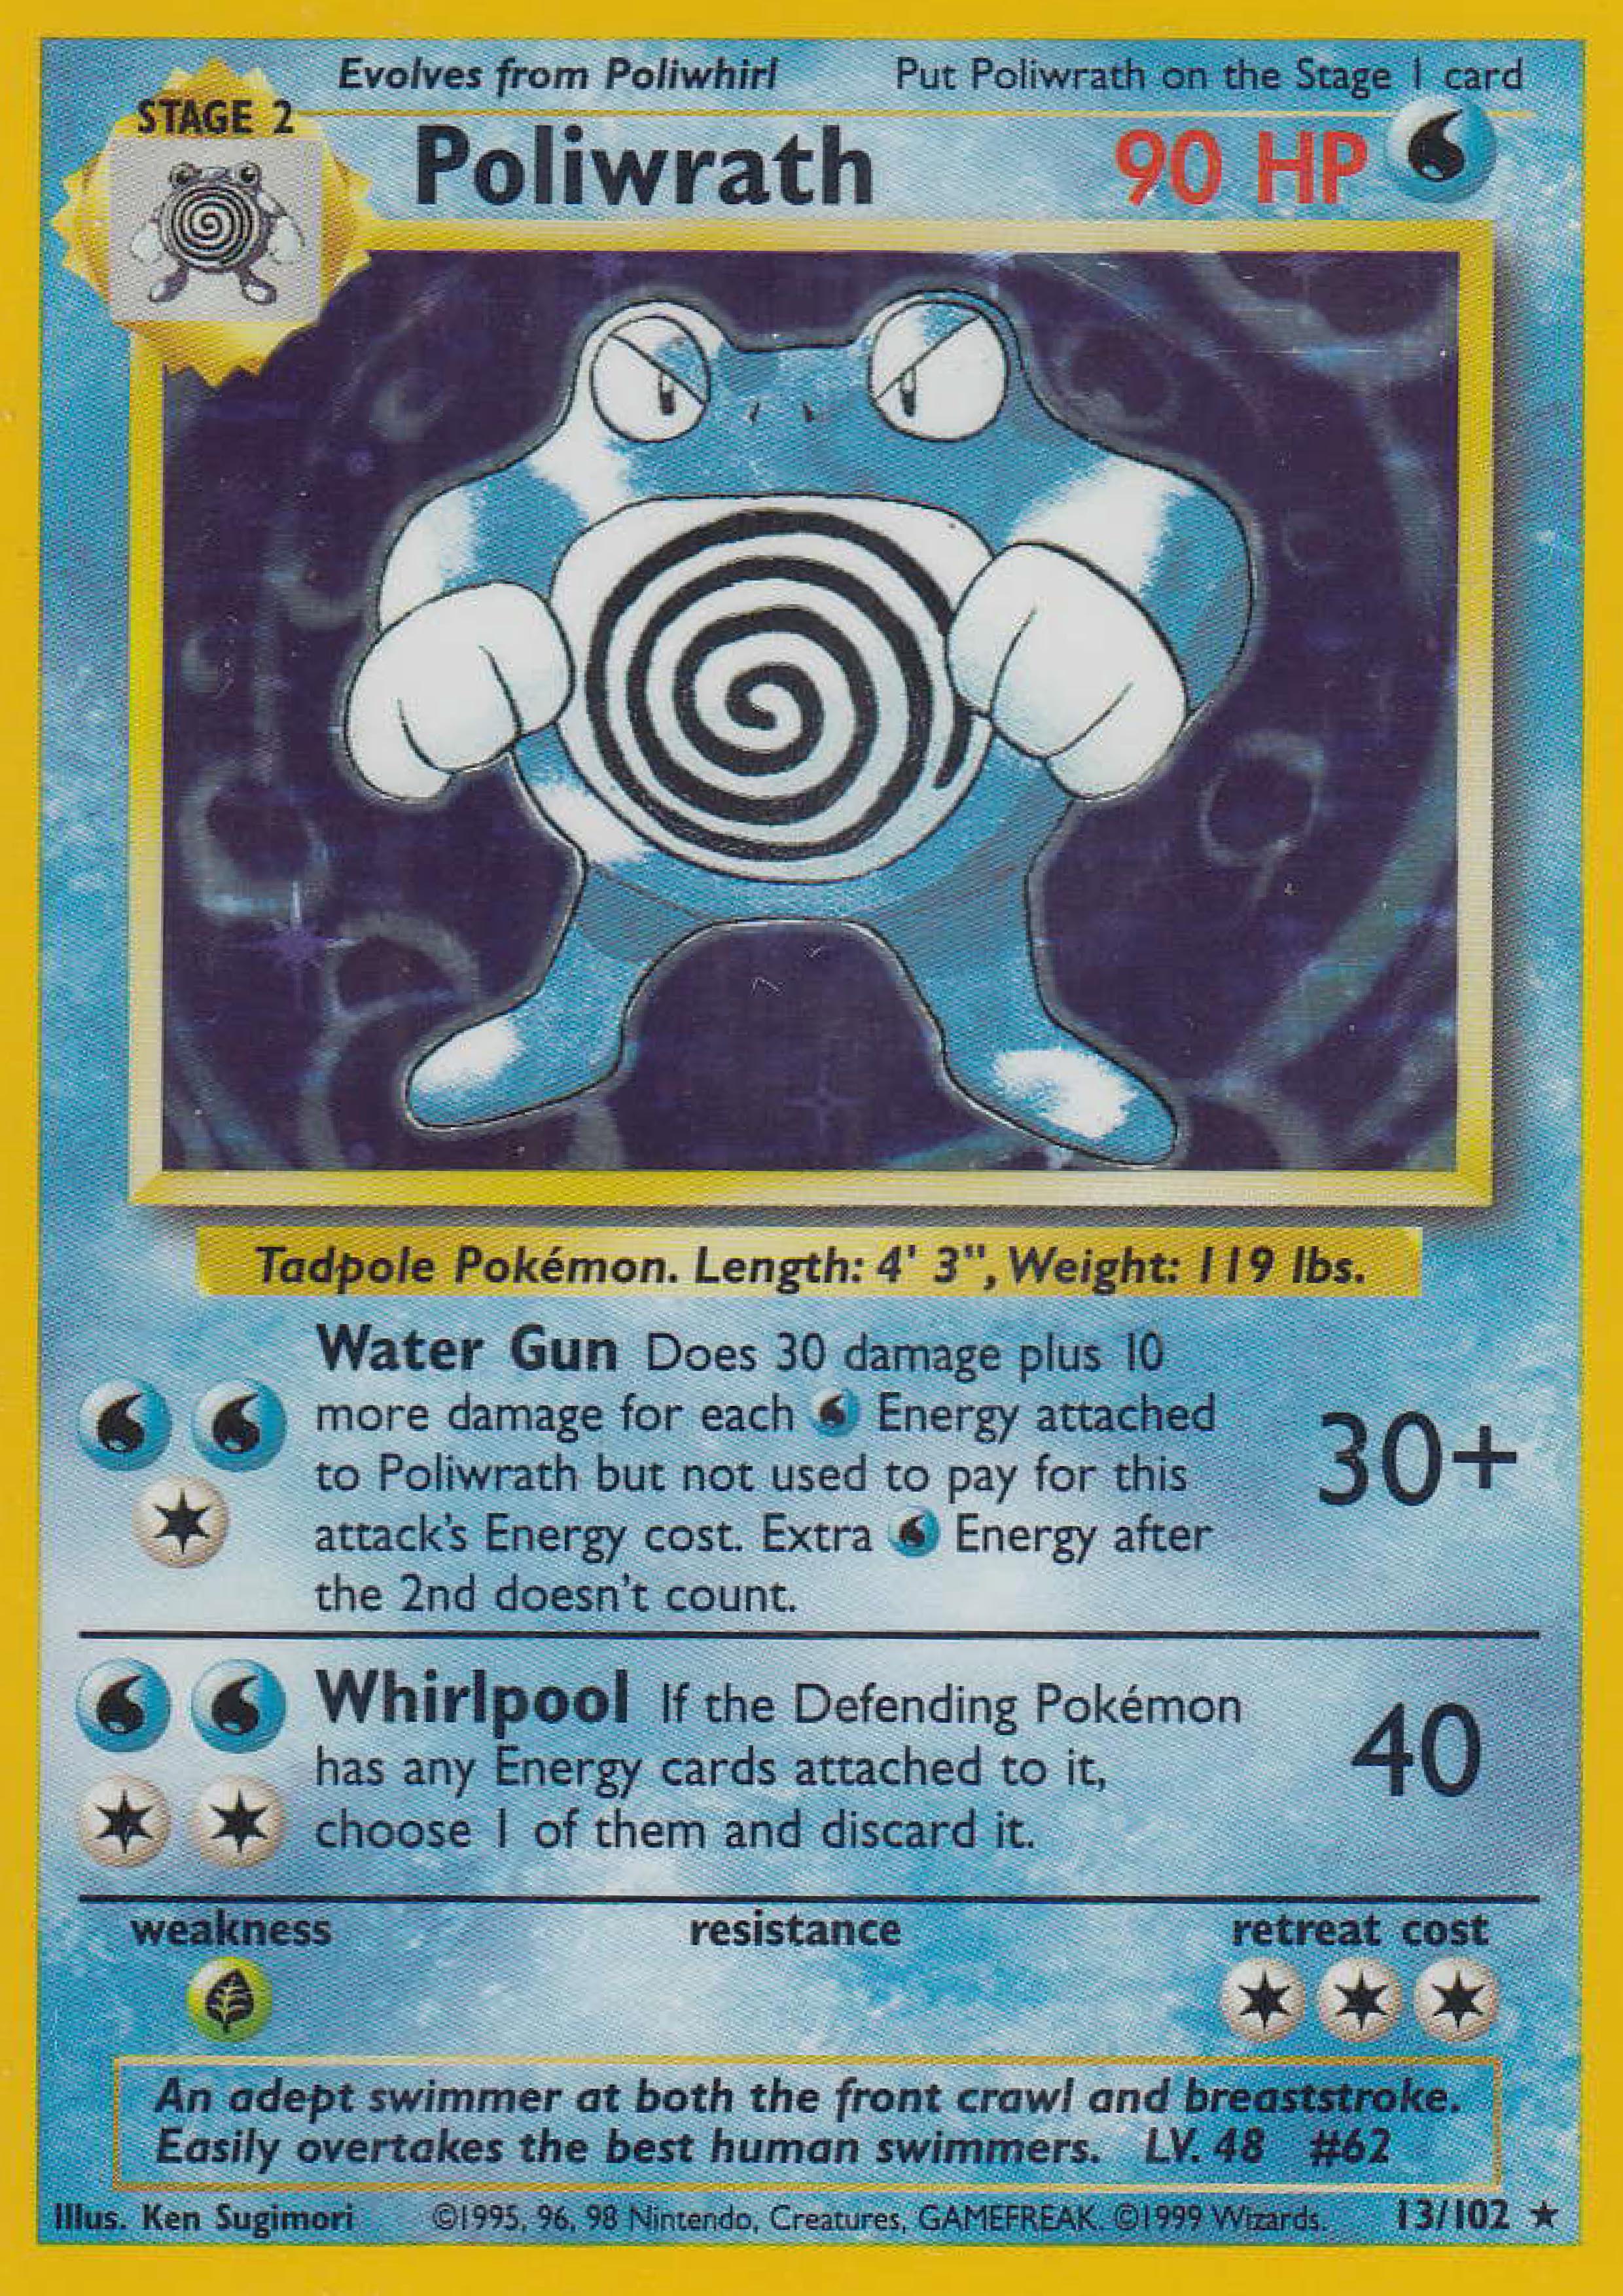 Evolves from Poliwhirl Put Poliwrath on the Stage 1 card
STAGE 2
Poliwrath 90 HP
Tadpole Pokémon. Length: 4' 3", Weight: 119 lbs.
Water Gun Does 30 damage plus 10
more damage for each Energy attached
to Poliwrath but not used to pay for this
attack's Energy cost. Extra Energy after
the 2nd doesn't count.
30+
Whirlpool If the Defending Pokémon
has any Energy cards attached to it,
choose 1 of them and discard it.
40
weakness resistance retreat cost
An adept swimmer at both the front crawl and breaststroke.
Easily overtakes the best human swimmers. LV. 48 #62
Illus. Ken Sugimori ©1995, 96, 98 Nintendo, Creatures, GAMEFREAK. ©1999 Wizards. 13/102 ★